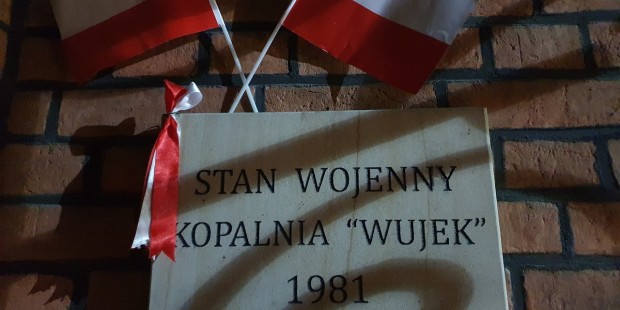 STAN WOJENNY
KOPALNIA "WUJEK"
1981